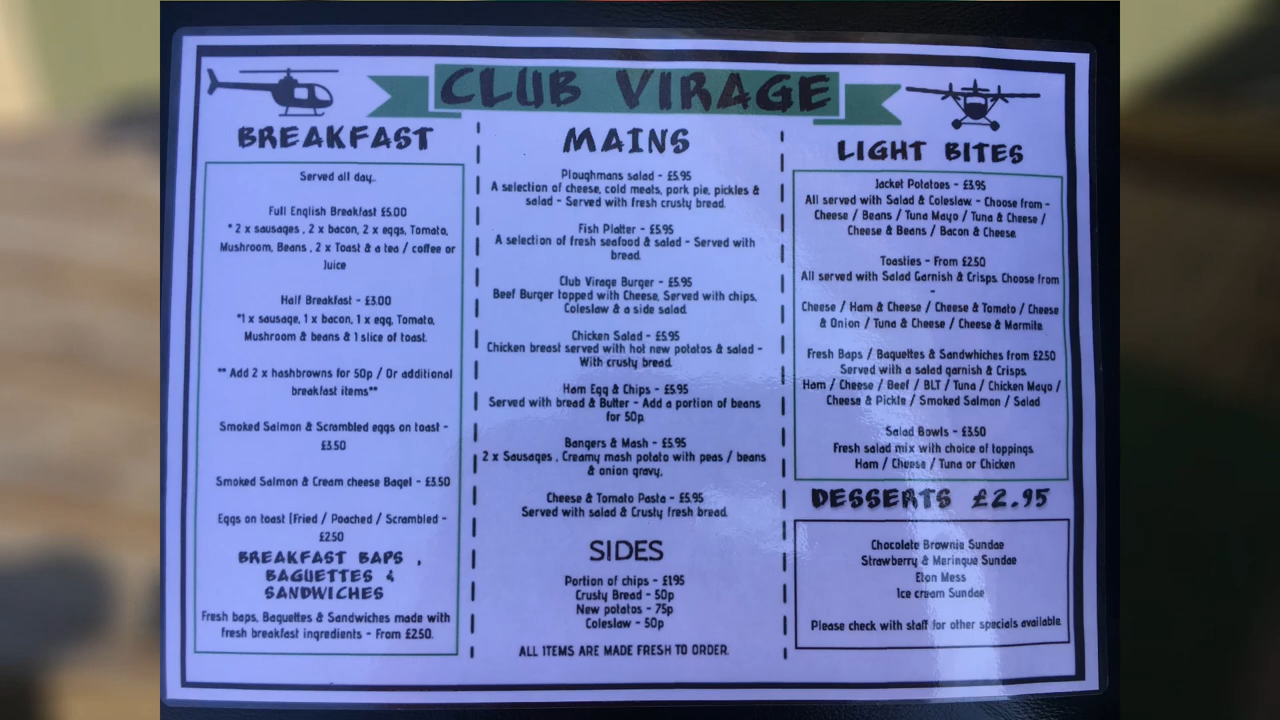 CLUB VIRAGE
BREAKFAST
Served all day..
Full English Breakfast £5.00
* 2 x sausages , 2 x bacon, 2 x eggs, Tomato,
Mushroom, Beans , 2 x Toast & a tea / coffee or
Juice
Half Breakfast - £3.00
*1 x sausage, 1 x bacon, 1 x egg, Tomato,
Mushroom & beans & 1 slice of toast.
** Add 2 x hashbrowns for 50p / Or additional
breakfast items**
Smoked Salmon & Scrambled eggs on toast -
£3.50
Smoked Salmon & Cream cheese Bagel - £3.50
Eggs on toast (Fried / Poached / Scrambled -
£2.50
BREAKFAST BAPS ,
BAGUETTES &
SANDWICHES
Fresh baps, Baguettes & Sandwiches made with
fresh breakfast ingredients - From £2.50.
MAINS
Ploughmans salad - £5.95
A selection of cheese, cold meats, pork pie, pickles &
salad - Served with fresh crusty bread.
Fish Platter - £5.95
A selection of fresh seafood & salad - Served with
bread.
Club Virage Burger - £5.95
Beef Burger topped with Cheese, Served with chips,
Coleslaw & a side salad.
Chicken Salad - £5.95
Chicken breast served with hot new potatos & salad -
With crusty bread.
Ham Egg & Chips - £5.95
Served with bread & Butter - Add a portion of beans
for 50p.
Bangers & Mash - £5.95
2 x Sausages , Creamy mash potato with peas / beans
& onion gravy.
Cheese & Tomato Pasta - £5.95
Served with salad & Crusty fresh bread.
SIDES
Portion of chips - £1.95
Crusty Bread - 50p
New potatos - 75p
Coleslaw - 50p
ALL ITEMS ARE MADE FRESH TO ORDER.
LIGHT BITES
Jacket Potatoes - £3.95
All served with Salad & Coleslaw. - Choose from -
Cheese / Beans / Tuna Mayo / Tuna & Cheese /
Cheese & Beans / Bacon & Cheese.
Toasties - From £2.50
All served with Salad Garnish & Crisps. Choose from
-
Cheese / Ham & Cheese / Cheese & Tomato / Cheese
& Onion / Tuna & Cheese / Cheese & Marmite
Fresh Baps / Baguettes & Sandwhiches from £2.50
Served with a salad garnish & Crisps.
Ham / Cheese / Beef / BLT / Tuna / Chicken Mayo /
Cheese & Pickle / Smoked Salmon / Salad
Salad Bowls - £3.50
Fresh salad mix with choice of toppings
Ham / Cheese / Tuna or Chicken
DESSERTS £2.95
Chocolate Brownie Sundae
Strawberry & Meringue Sundae
Eton Mess
Ice cream Sundae
Please check with staff for other specials available.